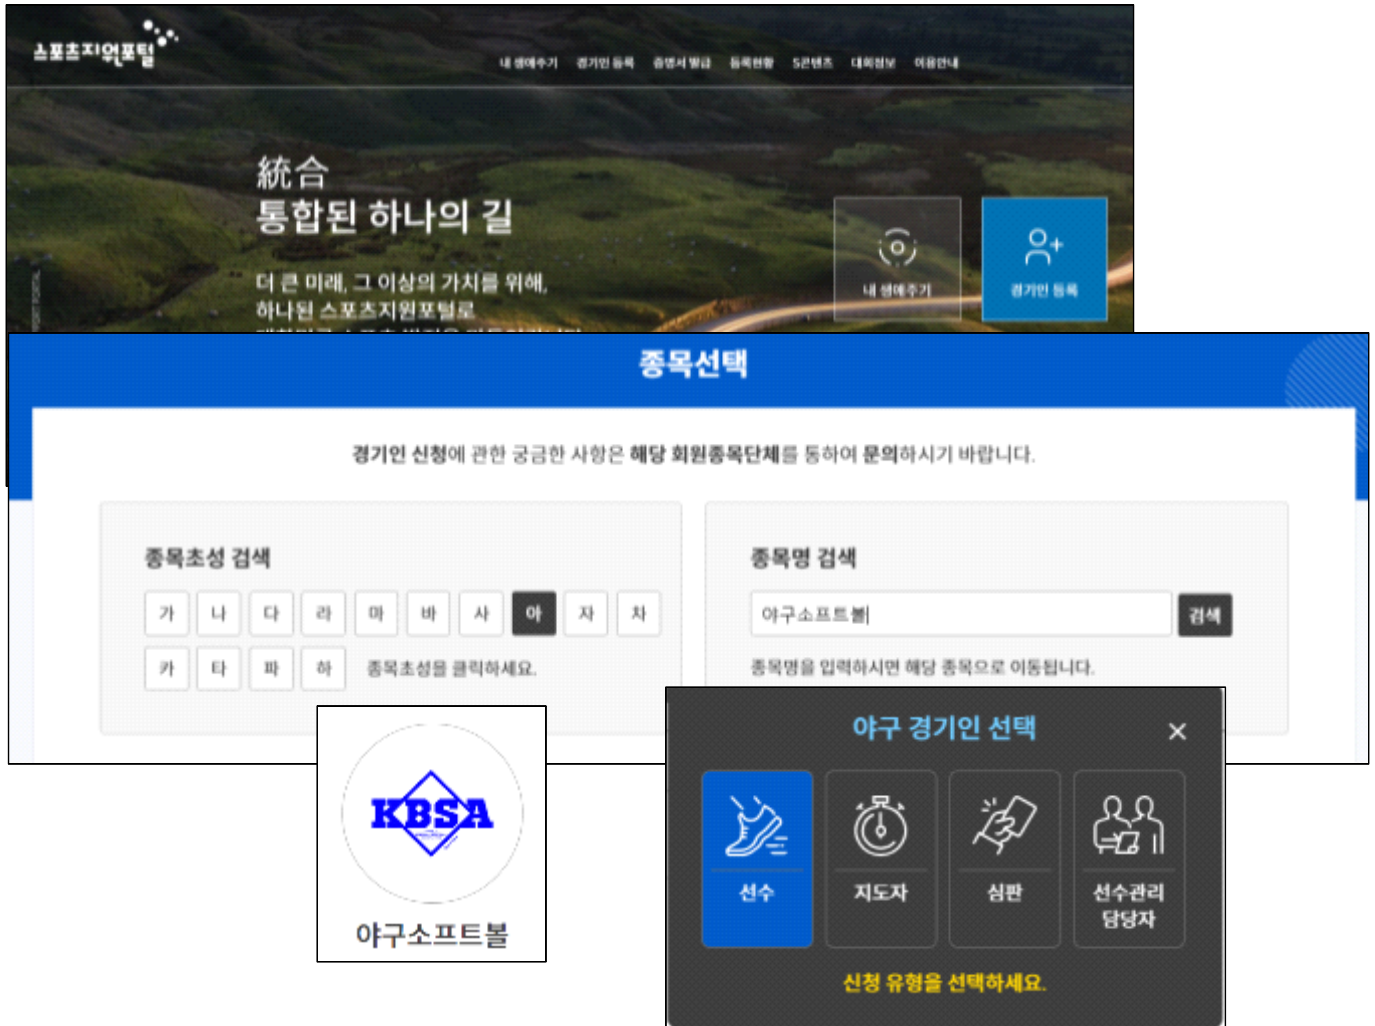 스포츠지원포털
내 생애주기 경기인 등록 증명서 발급 등록현황 S콘텐츠 대회정보 이용안내
統合
통합된 하나의 길
더 큰 미래, 그 이상의 가치를 위해,
하나된 스포츠지원포털로
내 생애주기
경기인 등록
종목선택
경기인 신청에 관한 궁금한 사항은 해당 회원종목단체를 통하여 문의하시기 바랍니다.
종목초성 검색
가 나 다 라 마 바 사 아 자 차
카 타 파 하 종목초성을 클릭하세요.
종목명 검색
야구소프트볼 검색
종목명을 입력하시면 해당 종목으로 이동됩니다.
KBSA
야구소프트볼
야구 경기인 선택 ×
선수 지도자 심판 선수관리
담당자
신청 유형을 선택하세요.